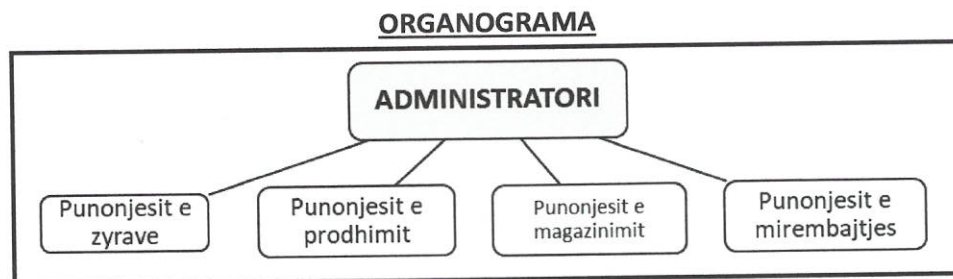 ORGANOGRAMA
ADMINISTRATORI
Punonjesit e
zyrave
Punonjesit e
prodhimit
Punonjesit e
magazinimit
Punonjesit e
mirembajtjes